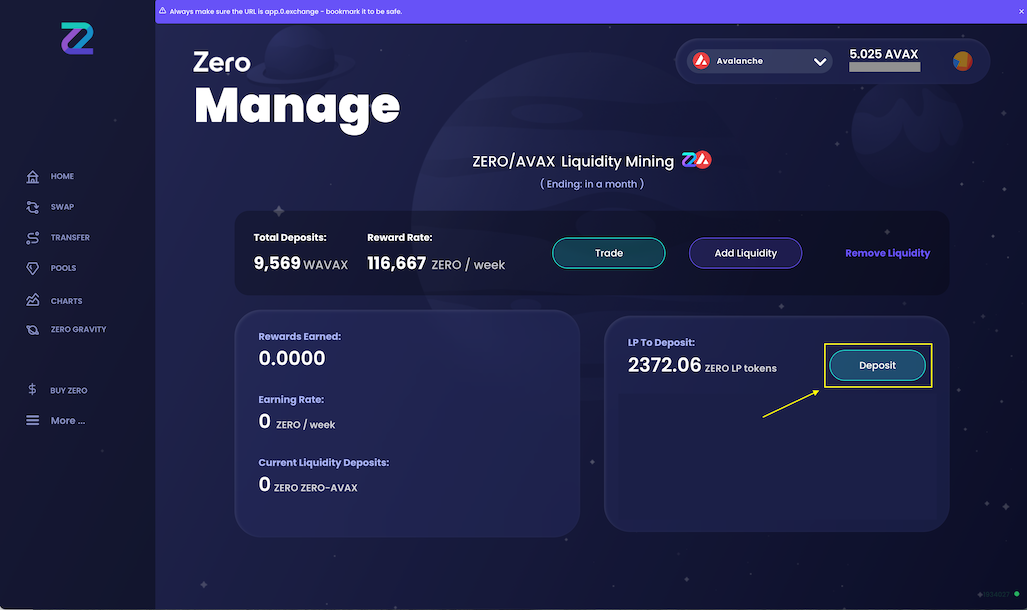 Always make sure the URL is app.0.exchange - bookmark it to be safe.
Zero
Manage
Avalanche
5.025 AVAX
HOME
SWAP
TRANSFER
POOLS
CHARTS
ZERO GRAVITY
BUY ZERO
More ...
ZERO/AVAX Liquidity Mining
( Ending: in a month )
Total Deposits:
9,569 WAVAX
Reward Rate:
116,667 ZERO / week
Trade
Add Liquidity
Remove Liquidity
Rewards Earned:
0.0000
Earning Rate:
0 ZERO / week
Current Liquidity Deposits:
0 ZERO ZERO-AVAX
LP To Deposit:
2372.06 ZERO LP tokens
Deposit